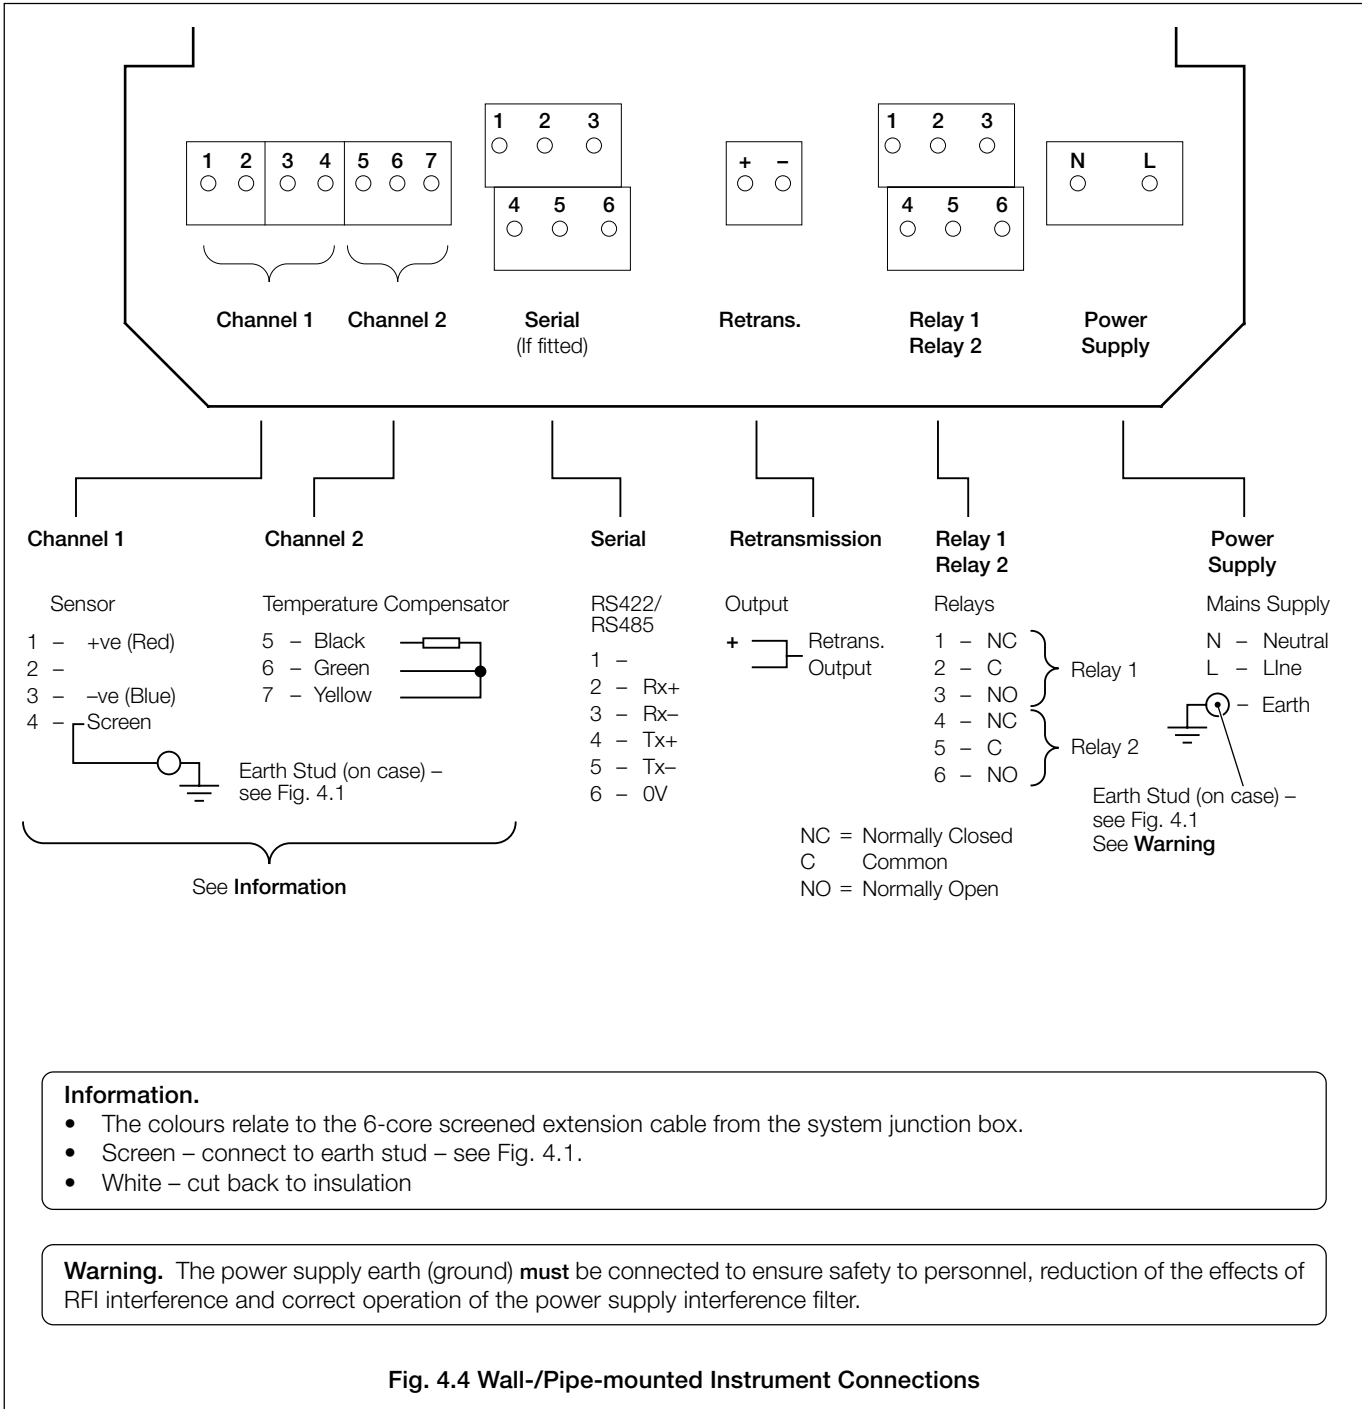 1 2 3 4 5 6 7
1 2 3
4 5 6
+ –
1 2 3
4 5 6
N L
Channel 1
Channel 2
Serial
(If fitted)
Retrans.
Relay 1
Relay 2
Power
Supply
Channel 1
Sensor
1 – +ve (Red)
2 –
3 – –ve (Blue)
4 – Screen
Earth Stud (on case) –
see Fig. 4.1
Channel 2
Temperature Compensator
5 – Black
6 – Green
7 – Yellow
See Information
Serial
RS422/
RS485
1 –
2 – Rx+
3 – Rx–
4 – Tx+
5 – Tx–
6 – 0V
Retransmission
Output
+ Retrans.
Output
Relay 1
Relay 2
Relays
1 – NC
2 – C
3 – NO
Relay 1
4 – NC
5 – C
6 – NO
Relay 2
NC = Normally Closed
C Common
NO = Normally Open
Power
Supply
Mains Supply
N – Neutral
L – LIne
– Earth
Earth Stud (on case) –
see Fig. 4.1
See Warning
Information.
• The colours relate to the 6-core screened extension cable from the system junction box.
• Screen – connect to earth stud – see Fig. 4.1.
• White – cut back to insulation
Warning. The power supply earth (ground) must be connected to ensure safety to personnel, reduction of the effects of
RFI interference and correct operation of the power supply interference filter.
Fig. 4.4 Wall-/Pipe-mounted Instrument Connections